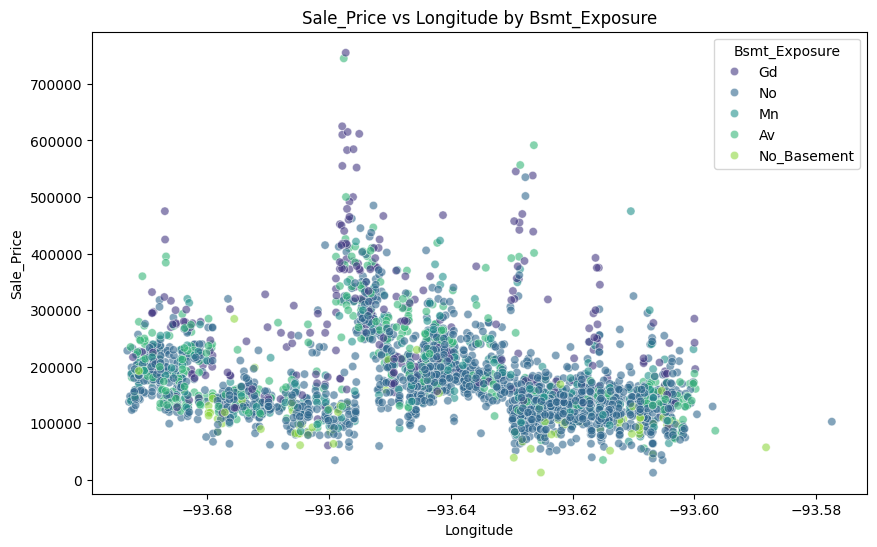 Sale_Price vs Longitude by Bsmt_Exposure
Bsmt_Exposure
Gd
No
Mn
Av
No_Basement
Sale_Price
700000
600000
500000
400000
300000
200000
100000
0
−93.68
−93.66
−93.64
−93.62
−93.60
−93.58
Longitude